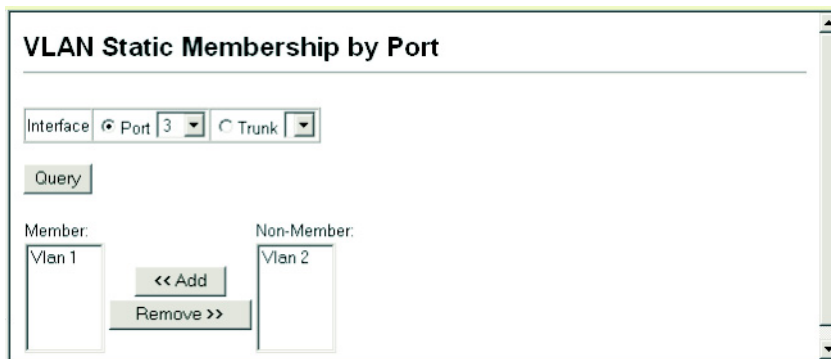 VLAN Static Membership by Port
Interface Port 3 Trunk
Query
Member: Non-Member:
Vlan 1 Vlan 2
<< Add
Remove >>